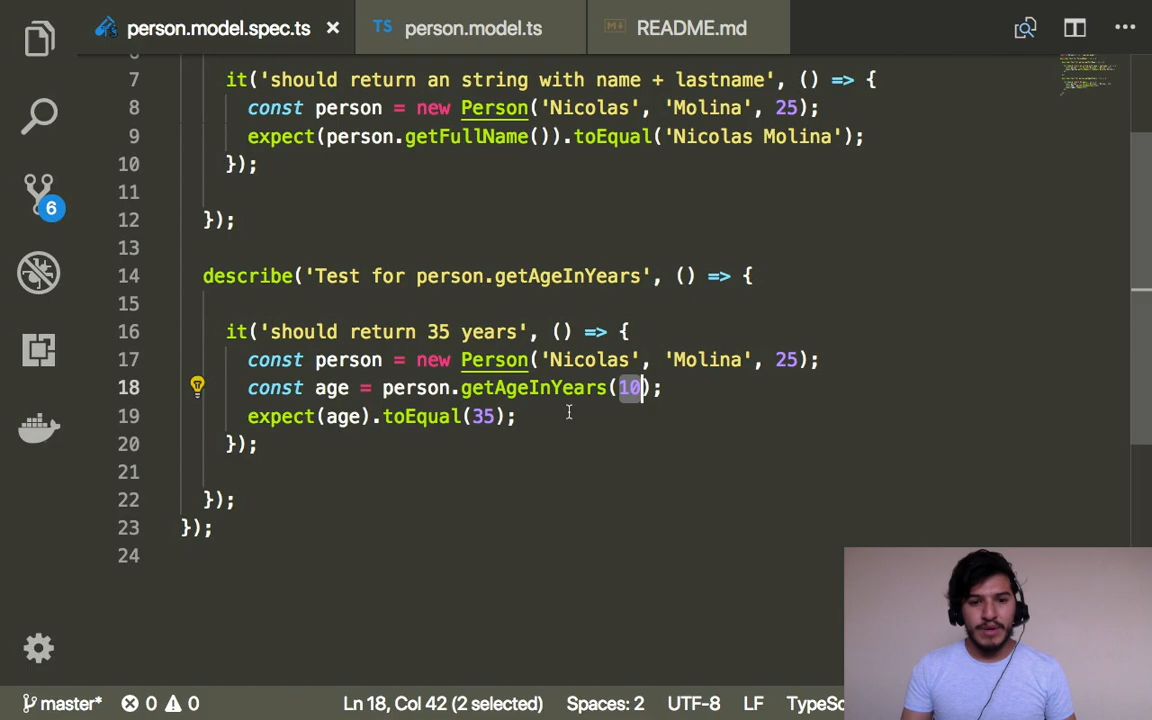 person.model.spec.ts ×
TS person.model.ts
README.md
7 it('should return an string with name + lastname', () => {
8 const person = new Person('Nicolas', 'Molina', 25);
9 expect(person.getFullName()).toEqual('Nicolas Molina');
10 });
11
12 });
13
14 describe('Test for person.getAgeInYears', () => {
15
16 it('should return 35 years', () => {
17 const person = new Person('Nicolas', 'Molina', 25);
18 const age = person.getAgeInYears(10);
19 expect(age).toEqual(35);
20 });
21
22 });
23 });
24
6
master* 0 0 Ln 18, Col 42 (2 selected) Spaces: 2 UTF-8 LF TypeSc